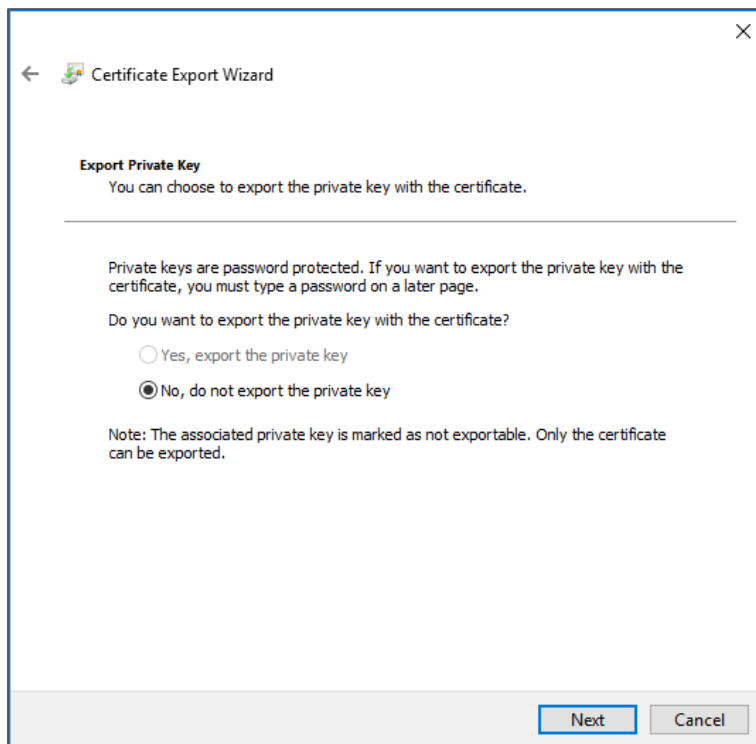 Certificate Export Wizard
Export Private Key
You can choose to export the private key with the certificate.
Private keys are password protected. If you want to export the private key with the
certificate, you must type a password on a later page.
Do you want to export the private key with the certificate?
Yes, export the private key
No, do not export the private key
Note: The associated private key is marked as not exportable. Only the certificate
can be exported.
Next Cancel